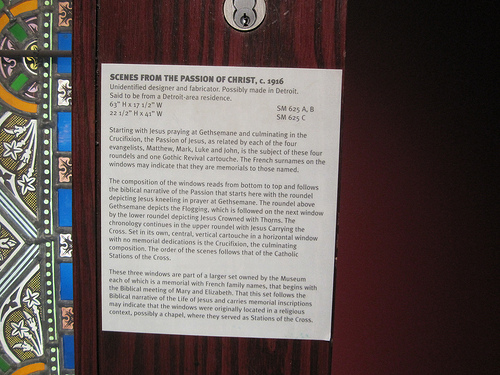 SCENES FROM THE PASSION OF CHRIST, c. 1916
Unidentified designer and fabricator. Possibly made in Detroit.
Said to be from a Detroit-area residence.
63" H x 17 1/2" W SM 625 A, B
22 1/2" H x 41" W SM 625 C
Starting with Jesus praying at Gethsemane and culminating in the
Crucifixion, the Passion of Jesus, as related by each of the four
evangelists, Matthew, Mark, Luke and John, is the subject of these four
roundels and one Gothic Revival cartouche. The French surnames on the
windows may indicate that they are memorials to those named.
The composition of the windows reads from bottom to top and follows
the biblical narrative of the Passion that starts here with the roundel
depicting Jesus kneeling in prayer at Gethsemane. The roundel above
Gethsemane depicts the Flogging, which is followed on the next window
by the lower roundel depicting Jesus Crowned with Thorns. The
chronology continues in the upper roundel with Jesus Carrying the
Cross. Set in its own, central, vertical cartouche in a horizontal window
with no memorial dedications is the Crucifixion, the culminating
composition. The order of the scenes follows that of the Catholic
Stations of the Cross.
These three windows are part of a larger set owned by the Museum
each of which is a memorial with French family names, that begins with
the Biblical meeting of Mary and Elizabeth. That this set follows the
Biblical narrative of the Life of Jesus and carries memorial inscriptions
may indicate that the windows were originally located in a religious
context, possibly a chapel, where they served as Stations of the Cross.